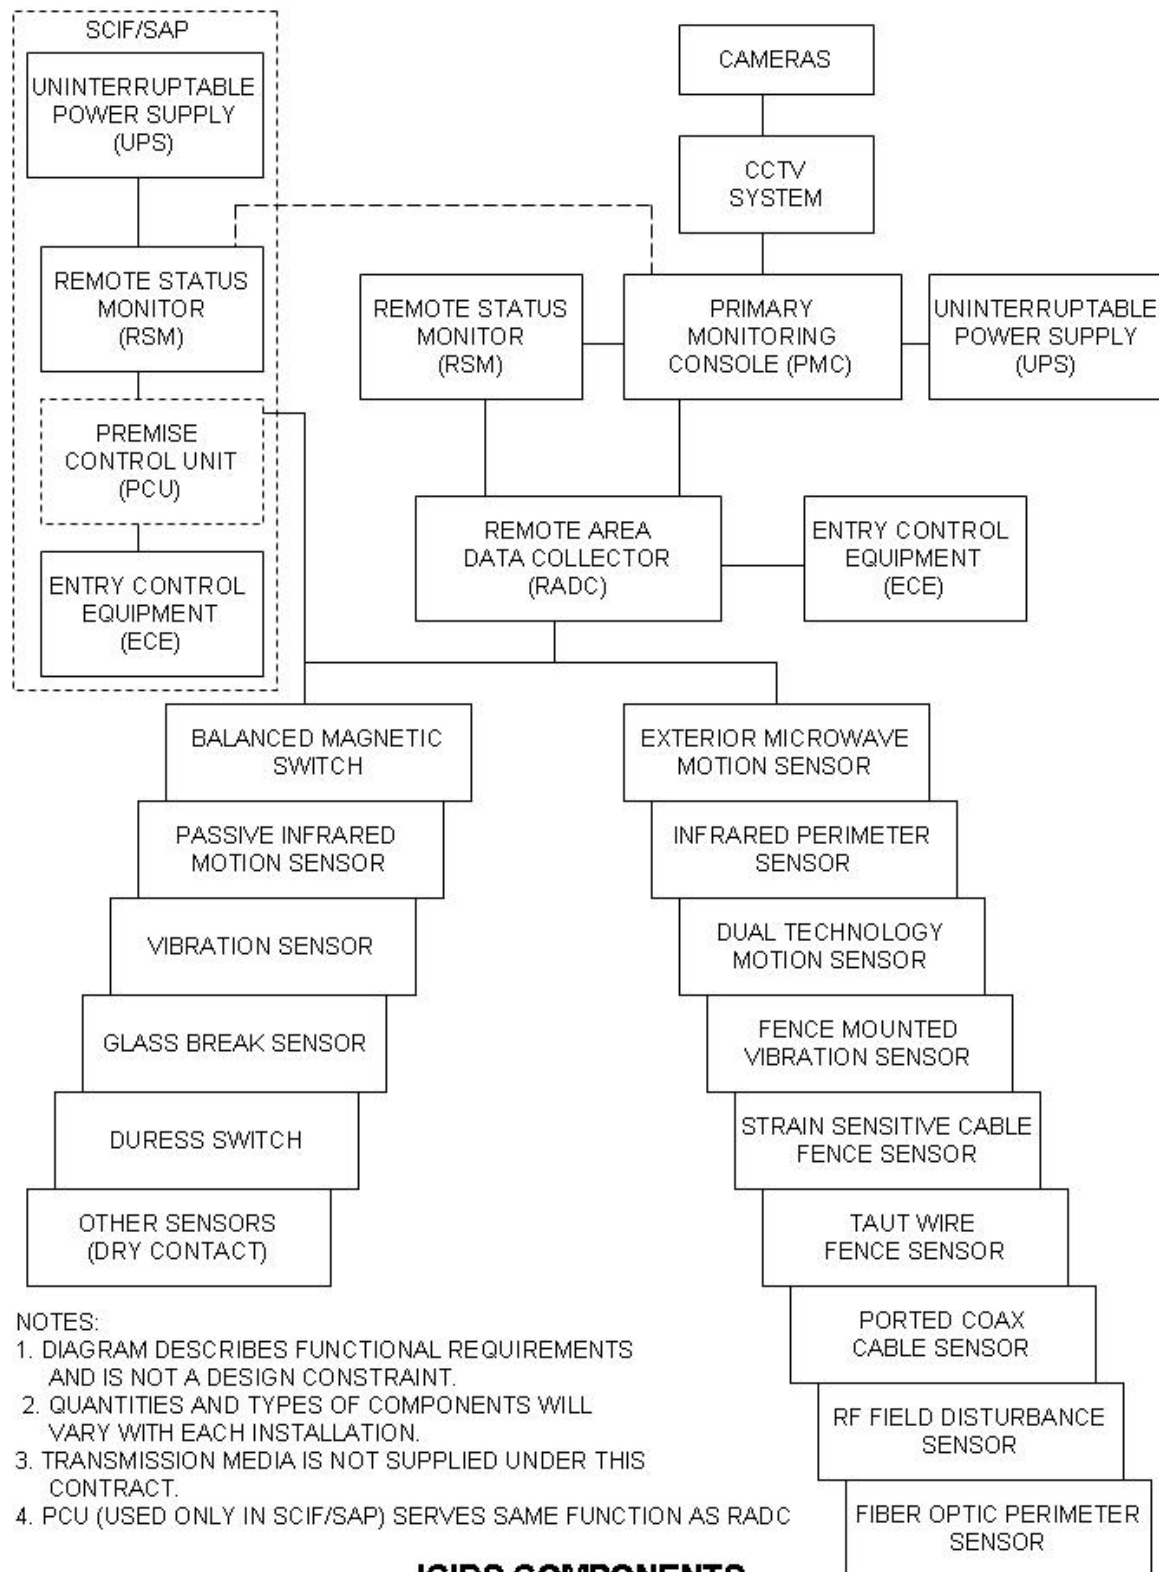 SCIF/SAP
UNINTERRUPTABLE
POWER SUPPLY
(UPS)
REMOTE STATUS
MONITOR
(RSM)
PREMISE
CONTROL UNIT
(PCU)
ENTRY CONTROL
EQUIPMENT
(ECE)
CAMERAS
CCTV
SYSTEM
REMOTE STATUS
MONITOR
(RSM)
PRIMARY
MONITORING
CONSOLE (PMC)
UNINTERRUPTABLE
POWER SUPPLY
(UPS)
REMOTE AREA
DATA COLLECTOR
(RADC)
ENTRY CONTROL
EQUIPMENT
(ECE)
BALANCED MAGNETIC
SWITCH
PASSIVE INFRARED
MOTION SENSOR
VIBRATION SENSOR
GLASS BREAK SENSOR
DURESS SWITCH
OTHER SENSORS
(DRY CONTACT)
EXTERIOR MICROWAVE
MOTION SENSOR
INFRARED PERIMETER
SENSOR
DUAL TECHNOLOGY
MOTION SENSOR
FENCE MOUNTED
VIBRATION SENSOR
STRAIN SENSITIVE CABLE
FENCE SENSOR
TAUT WIRE
FENCE SENSOR
PORTED COAX
CABLE SENSOR
RF FIELD DISTURBANCE
SENSOR
FIBER OPTIC PERIMETER
SENSOR
NOTES:
1. DIAGRAM DESCRIBES FUNCTIONAL REQUIREMENTS
AND IS NOT A DESIGN CONSTRAINT.
2. QUANTITIES AND TYPES OF COMPONENTS WILL
VARY WITH EACH INSTALLATION.
3. TRANSMISSION MEDIA IS NOT SUPPLIED UNDER THIS
CONTRACT.
4. PCU (USED ONLY IN SCIF/SAP) SERVES SAME FUNCTION AS RADC
COMPONENTS